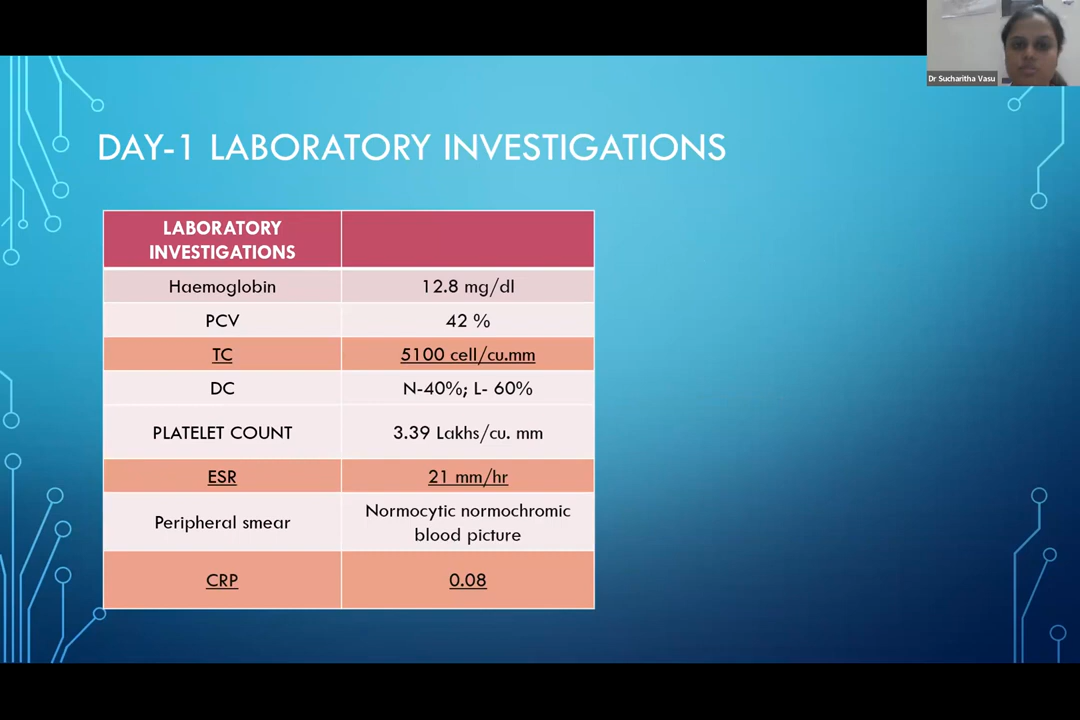 Dr Sucharitha Vasu
DAY-1 LABORATORY INVESTIGATIONS
LABORATORY
INVESTIGATIONS
Haemoglobin 12.8 mg/dl
PCV 42 %
TC 5100 cell/cu.mm
DC N-40%; L- 60%
PLATELET COUNT 3.39 Lakhs/cu. mm
ESR 21 mm/hr
Peripheral smear Normocytic normochromic
blood picture
CRP 0.08